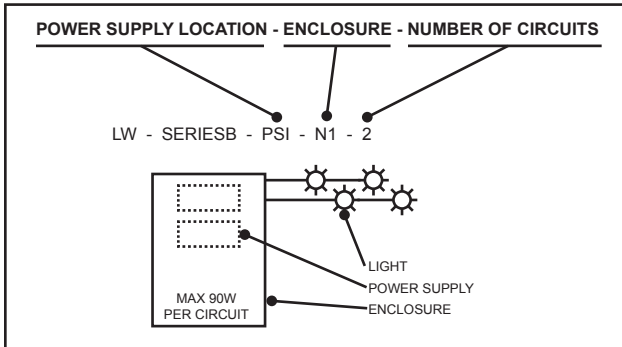 POWER SUPPLY LOCATION - ENCLOSURE - NUMBER OF CIRCUITS
LW - SERIESB - PSI - N1 - 2
LIGHT
POWER SUPPLY
ENCLOSURE
MAX 90W
PER CIRCUIT